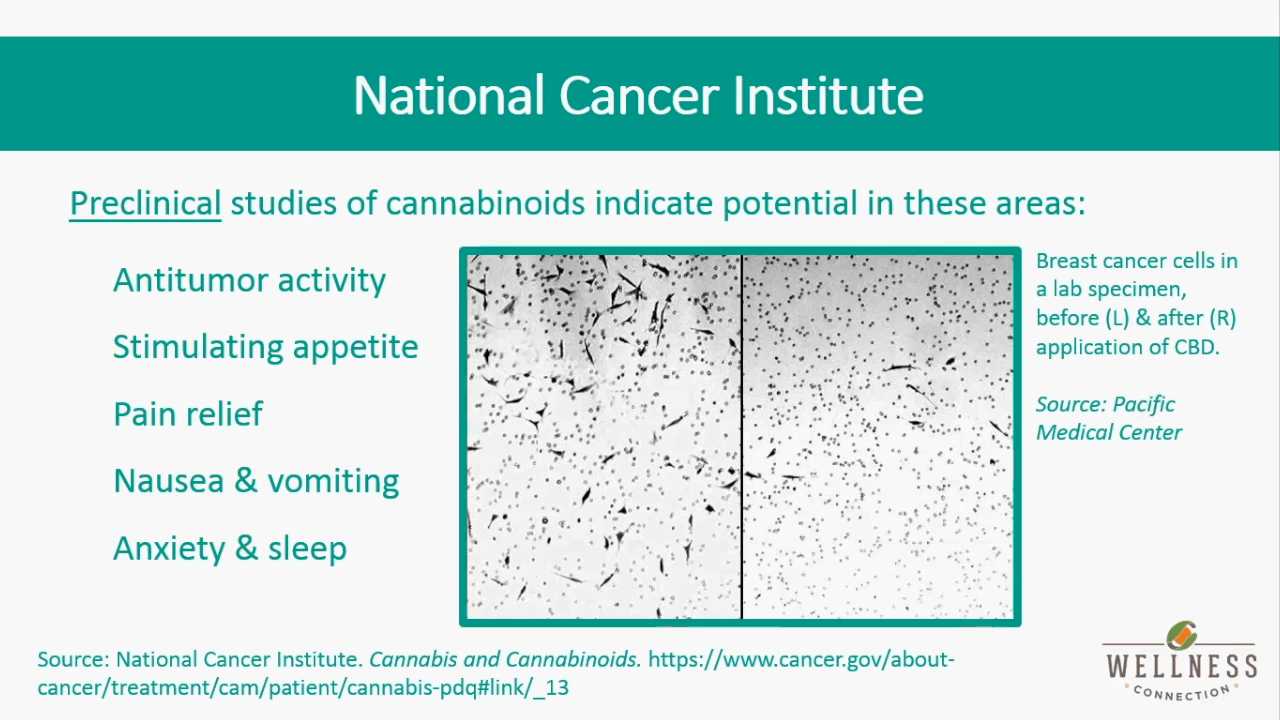 National Cancer Institute
Preclinical studies of cannabinoids indicate potential in these areas:
Antitumor activity
Stimulating appetite
Pain relief
Nausea & vomiting
Anxiety & sleep
Breast cancer cells in
a lab specimen,
before (L) & after (R)
application of CBD.
Source: Pacific
Medical Center
Source: National Cancer Institute. Cannabis and Cannabinoids. https://www.cancer.gov/about-
cancer/treatment/cam/patient/cannabis-pdq#link/_13
WELLNESS
CONNECTION